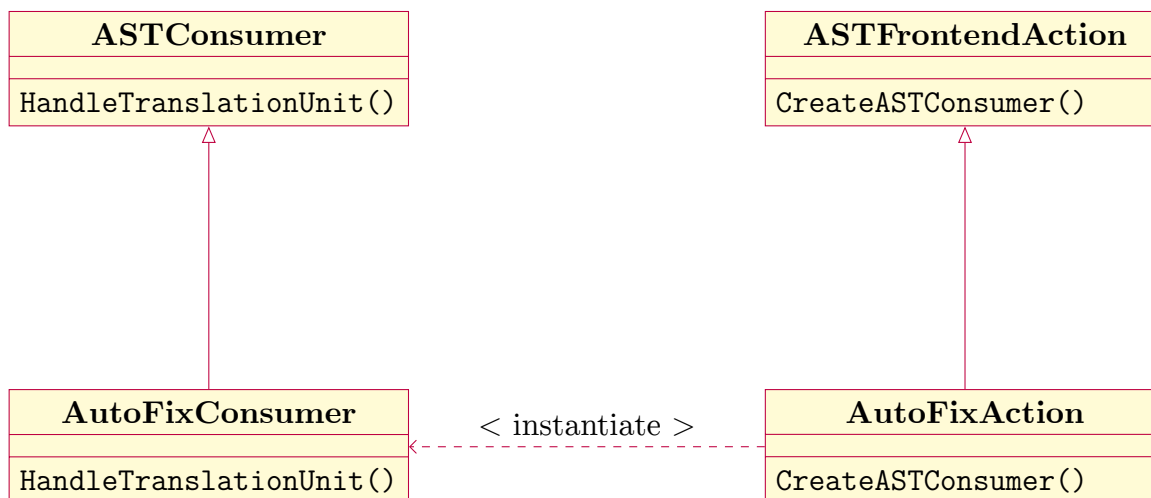 ASTConsumer
HandleTranslationUnit()
ASTFrontendAction
CreateASTConsumer()
AutoFixConsumer
HandleTranslationUnit()
< instantiate >
AutoFixAction
CreateASTConsumer()